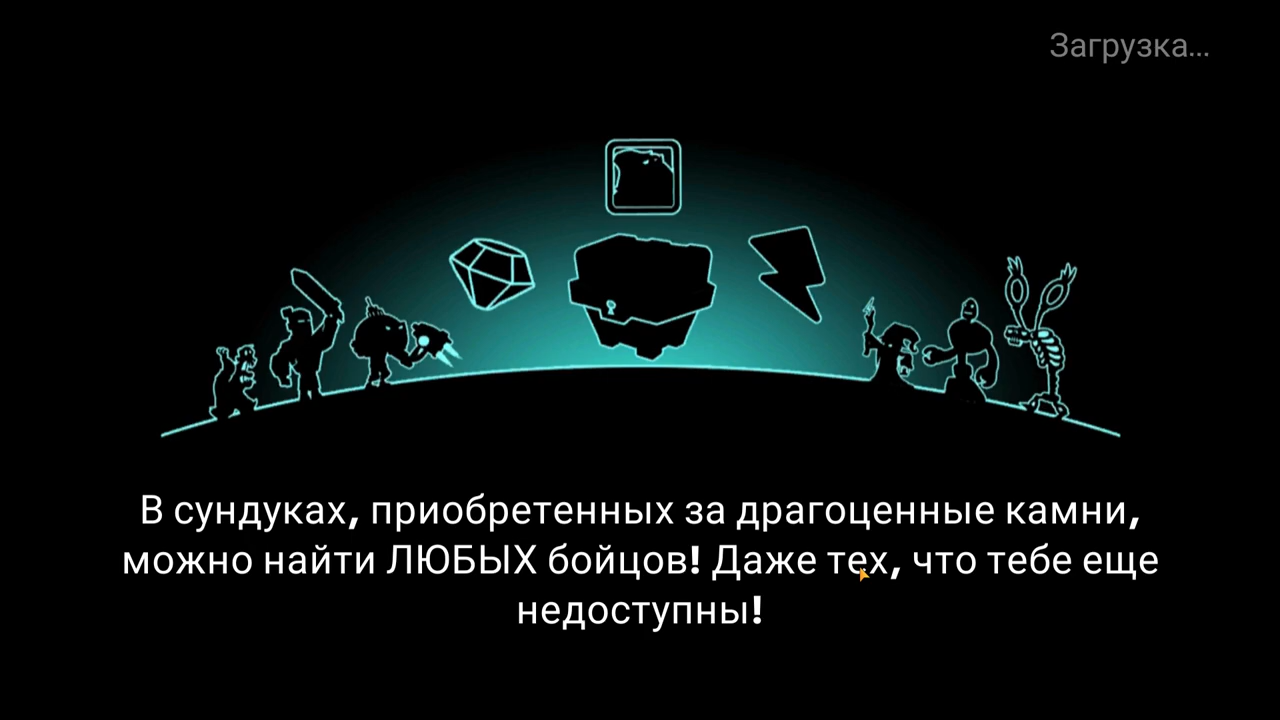 Загрузка...
В сундуках, приобретенных за драгоценные камни,
можно найти ЛЮБЫХ бойцов! Даже тех, что тебе еще
недоступны!